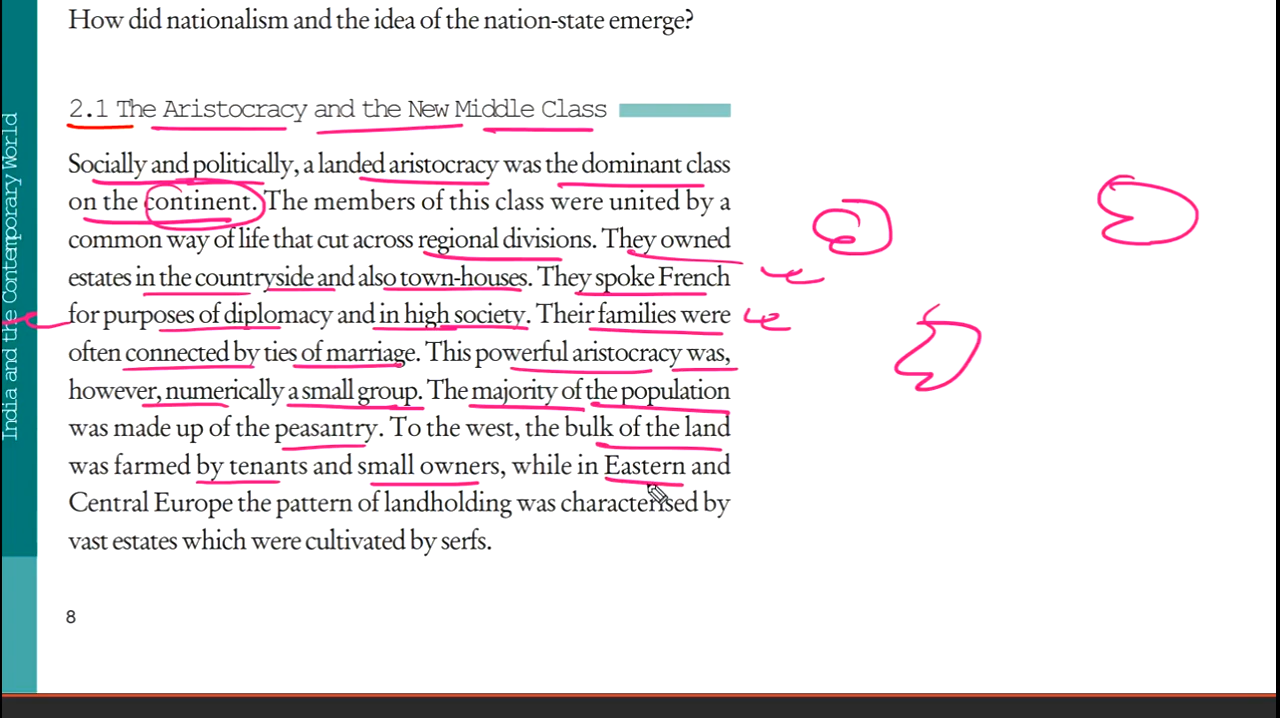 How did nationalism and the idea of the nation-state emerge?
2.1 The Aristocracy and the New Middle Class
Socially and politically, a landed aristocracy was the dominant class
on the continent. The members of this class were united by a
common way of life that cut across regional divisions. They owned
estates in the countryside and also town-houses. They spoke French
for purposes of diplomacy and in high society. Their families were
often connected by ties of marriage. This powerful aristocracy was,
however, numerically a small group. The majority of the population
was made up of the peasantry. To the west, the bulk of the land
was farmed by tenants and small owners, while in Eastern and
Central Europe the pattern of landholding was characterised by
vast estates which were cultivated by serfs.
8
India and the Contemporary World